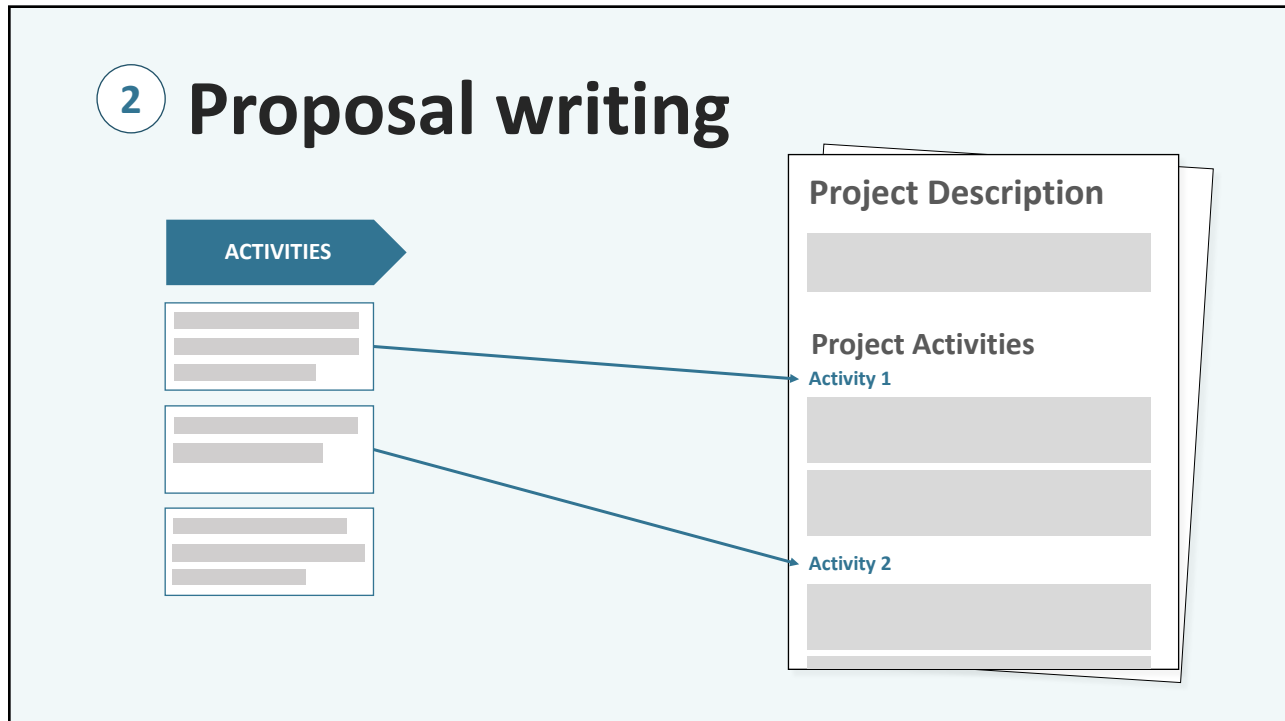 2
Proposal writing
ACTIVITIES
Project Description
Project Activities
Activity 1
Activity 2